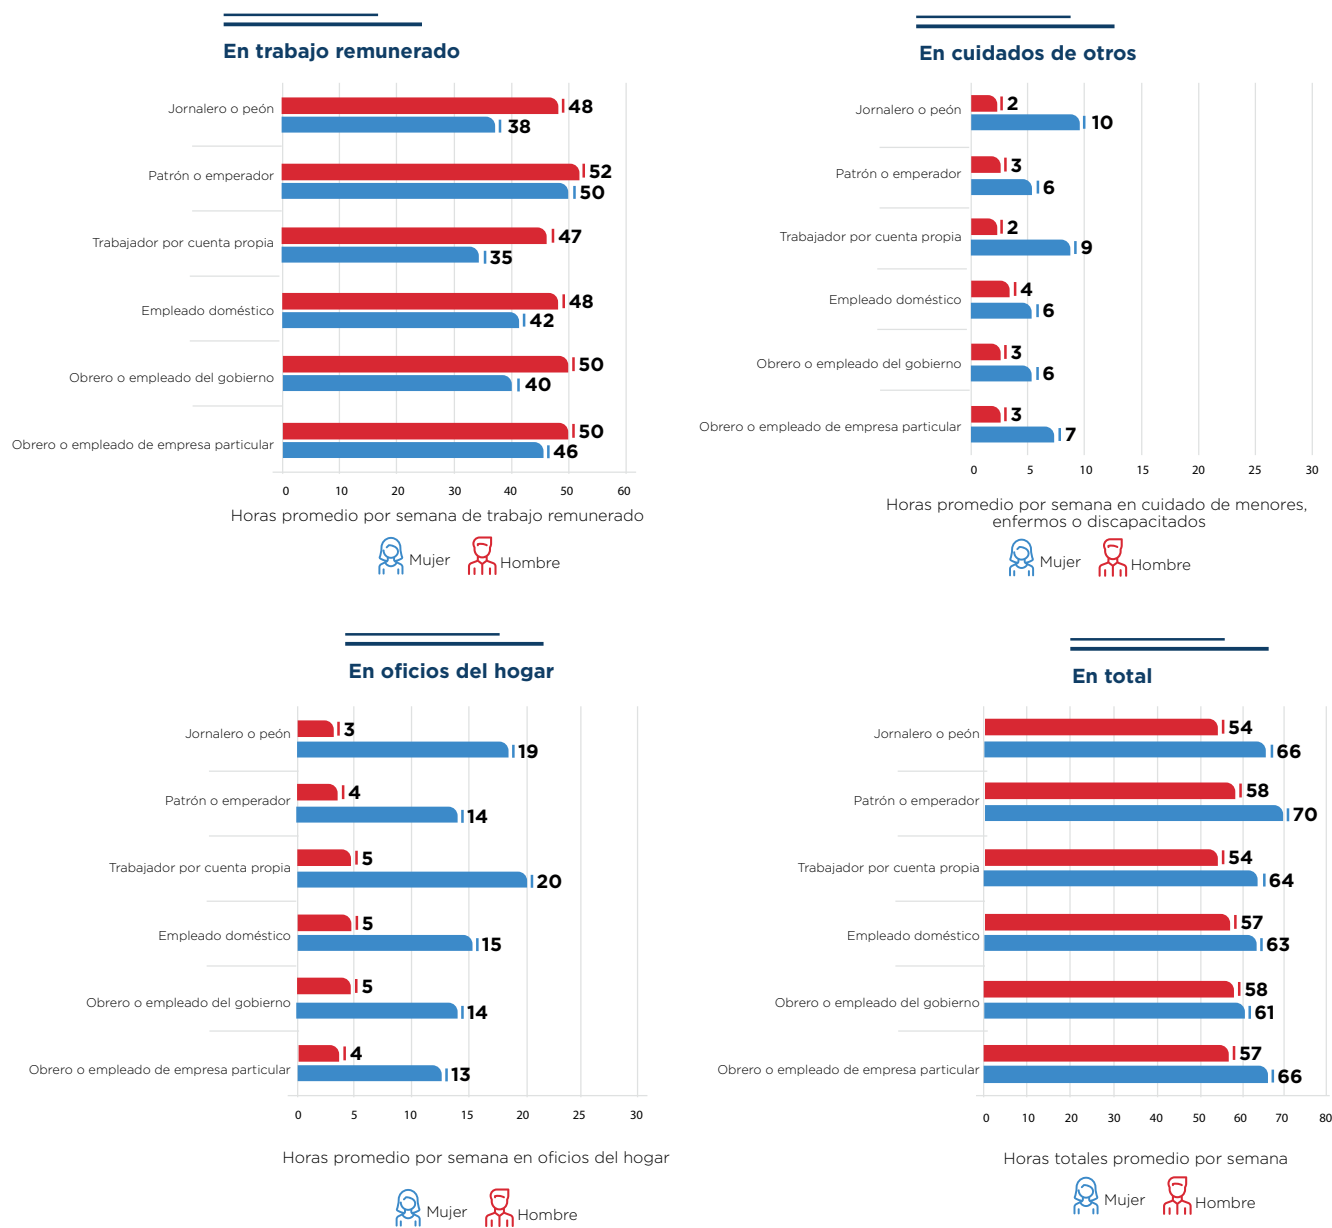 En trabajo remunerado
Jornalero o peón
48
38
Patrón o emperador
52
50
Trabajador por cuenta propia
47
35
Empleado doméstico
48
42
Obrero o empleado del gobierno
50
40
Obrero o empleado de empresa particular
50
46
0 10 20 30 40 50 60
Horas promedio por semana de trabajo remunerado
Mujer Hombre
En cuidados de otros
Jornalero o peón
2
10
Patrón o emperador
3
6
Trabajador por cuenta propia
2
9
Empleado doméstico
4
6
Obrero o empleado del gobierno
3
6
Obrero o empleado de empresa particular
3
7
0 5 10 15 20 25 30
Horas promedio por semana en cuidado de menores,
enfermos o discapacitados
Mujer Hombre
En oficios del hogar
Jornalero o peón
3
19
Patrón o emperador
4
14
Trabajador por cuenta propia
5
20
Empleado doméstico
5
15
Obrero o empleado del gobierno
5
14
Obrero o empleado de empresa particular
4
13
0 5 10 15 20 25 30
Horas promedio por semana en oficios del hogar
Mujer Hombre
En total
Jornalero o peón
54
66
Patrón o emperador
58
70
Trabajador por cuenta propia
54
64
Empleado doméstico
57
63
Obrero o empleado del gobierno
58
61
Obrero o empleado de empresa particular
57
66
0 10 20 30 40 50 60 70 80
Horas totales promedio por semana
Mujer Hombre